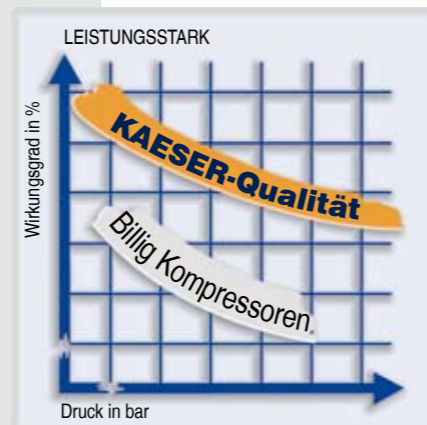 LEISTUNGSSTARK
Wirkungsgrad in %
KAESER-Qualität
Billig Kompressoren
Druck in bar